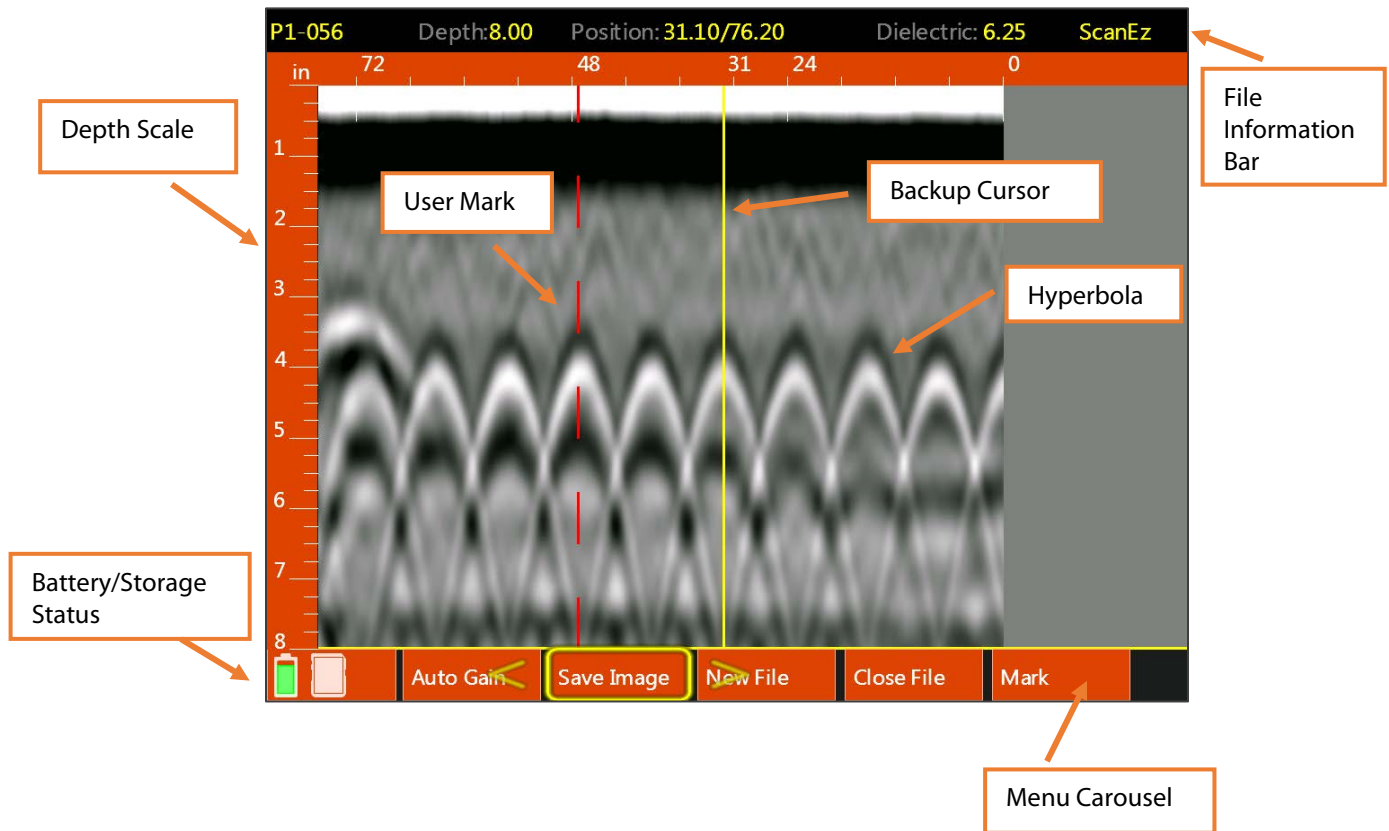 P1-056 Depth:8.00 Position: 31.10/76.20 Dielectric: 6.25 ScanEz
in 72 48 31 24 0
File
Information
Bar
Depth Scale
1
User Mark
Backup Cursor
2
3
Hyperbola
4
5
6
7
Battery/Storage
Status
8
Auto Gain Save Image New File Close File Mark
Menu Carousel